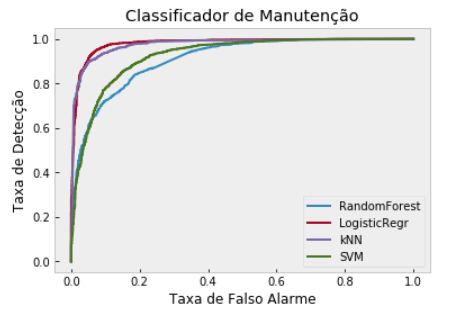 Classificador de Manutenção
Taxa de Detecção
1.0
0.8
0.6
0.4
0.2
0.0
RandomForest
LogisticRegr
kNN
SVM
0.0 0.2 0.4 0.6 0.8 1.0
Taxa de Falso Alarme